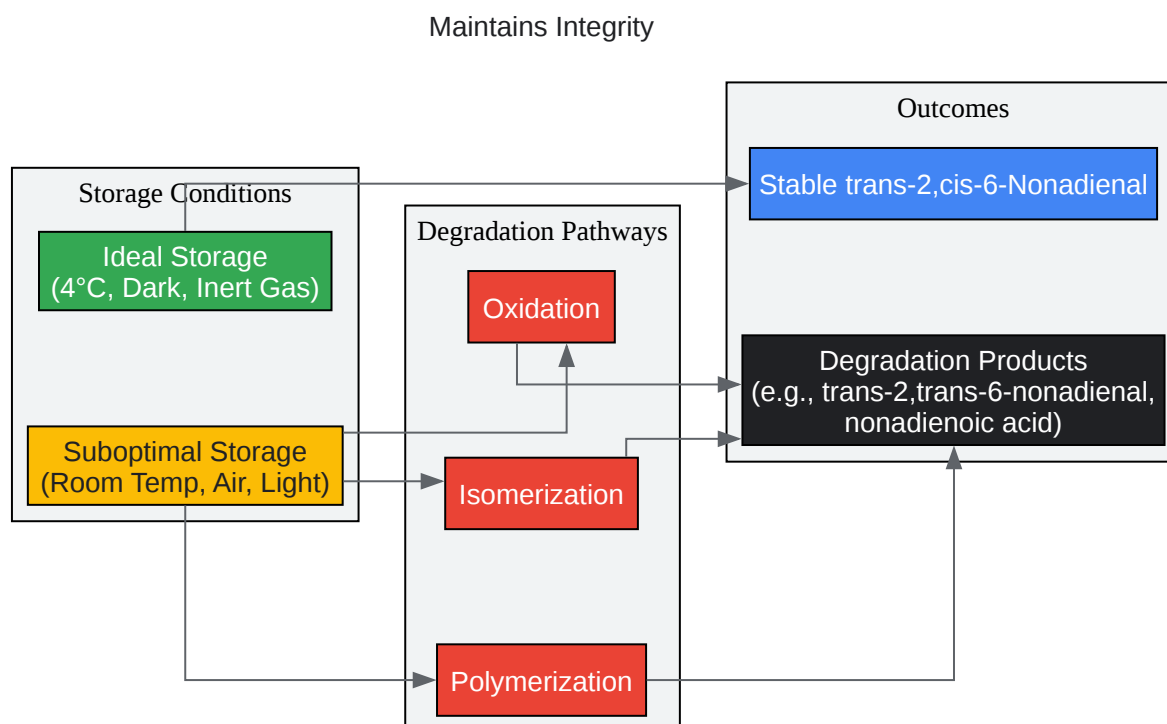 Maintains Integrity
Storage Conditions
Ideal Storage
(4°C, Dark, Inert Gas)
Suboptimal Storage
(Room Temp, Air, Light)
Degradation Pathways
Oxidation
Isomerization
Polymerization
Outcomes
Stable trans-2,cis-6-Nonadienal
Degradation Products
(e.g., trans-2,trans-6-nonadienal,
nonadienoic acid)